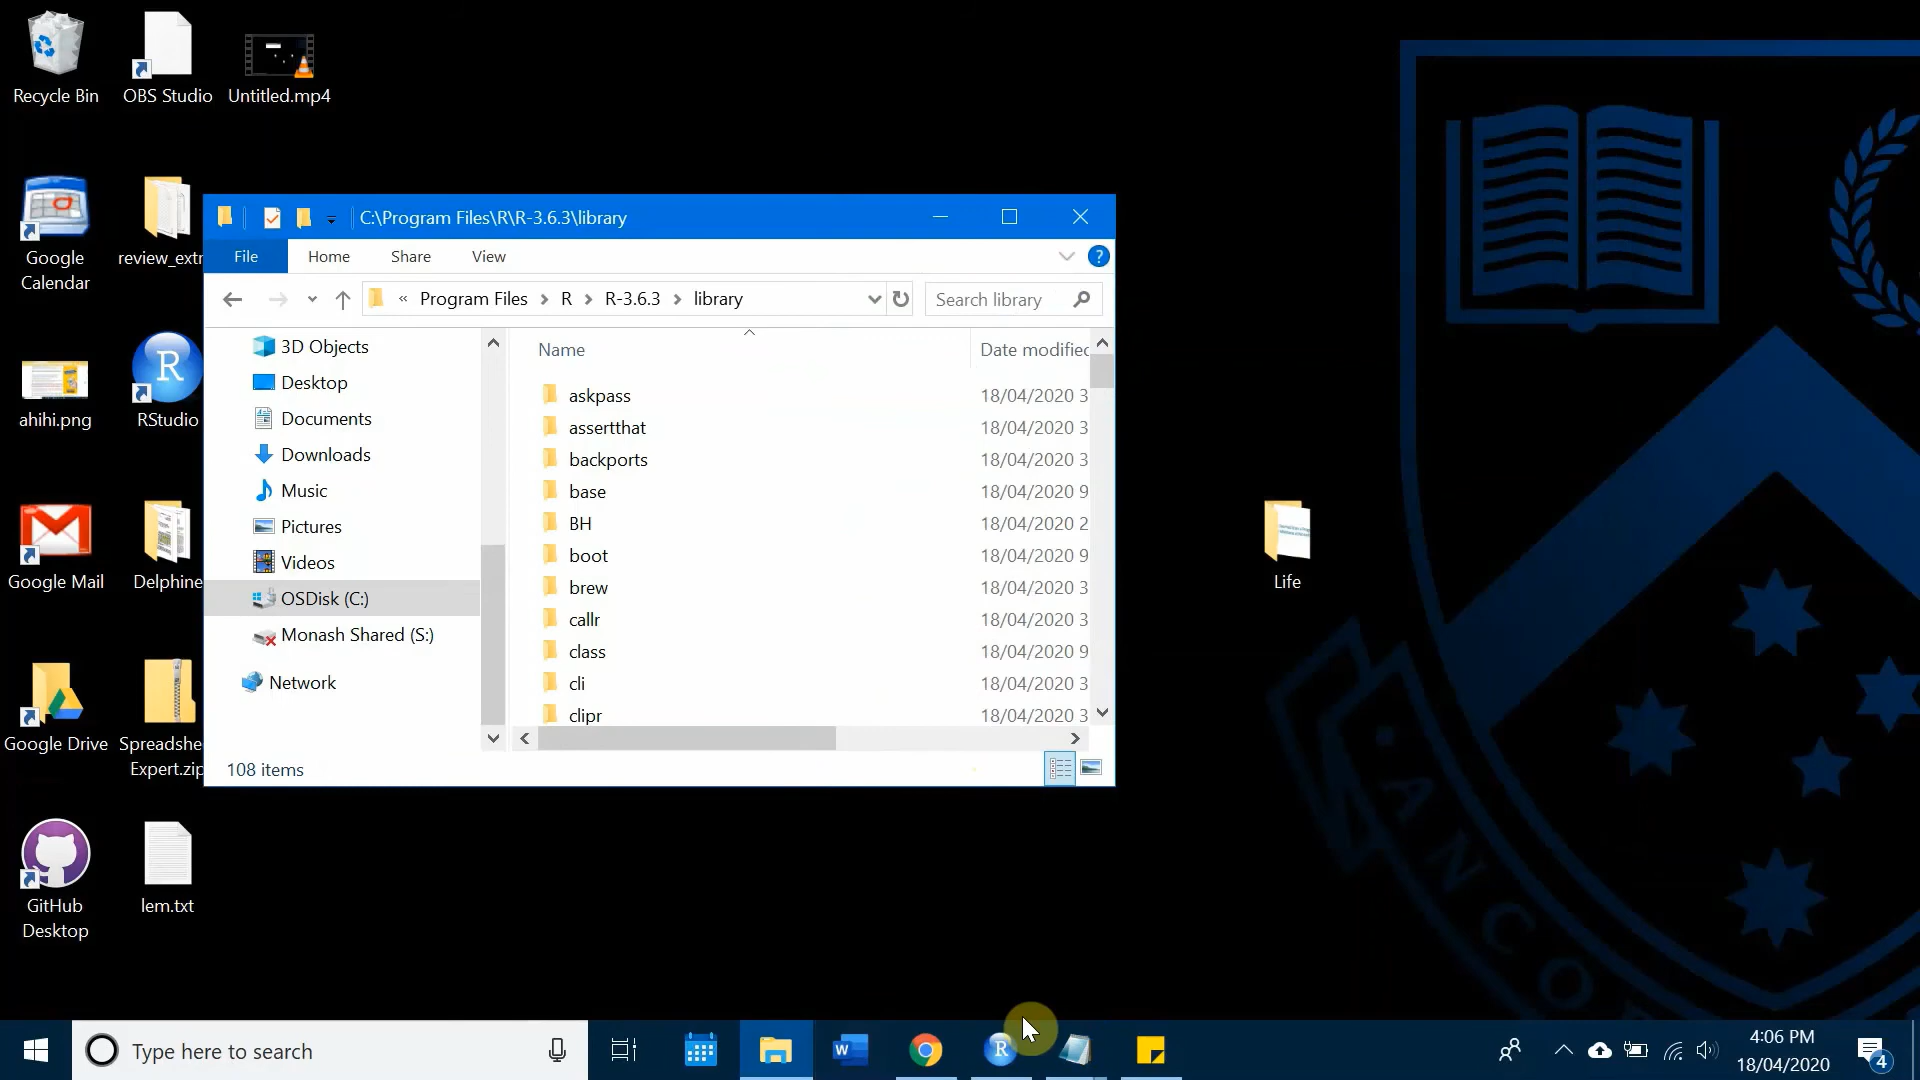 Recycle Bin
OBS Studio
Untitled.mp4
Google
Calendar
review_extr
ahihi.png
RStudio
Google Mail
Delphine
Google Drive
Spreadshe
Expert.zip
GitHub
Desktop
lem.txt
Life
C:\Program Files\R\R-3.6.3\library
File
Home
Share
View
?
« Program Files > R > R-3.6.3 > library
Search library
3D Objects
Desktop
Documents
Downloads
Music
Pictures
Videos
OSDisk (C:)
Monash Shared (S:)
Network
Name
Date modified
askpass 18/04/2020 3
assertthat 18/04/2020 3
backports 18/04/2020 3
base 18/04/2020 9
BH 18/04/2020 2
boot 18/04/2020 9
brew 18/04/2020 3
callr 18/04/2020 3
class 18/04/2020 9
cli 18/04/2020 3
clipr 18/04/2020 3
108 items
R
ANCO
Type here to search
W
R
4:06 PM
18/04/2020
4